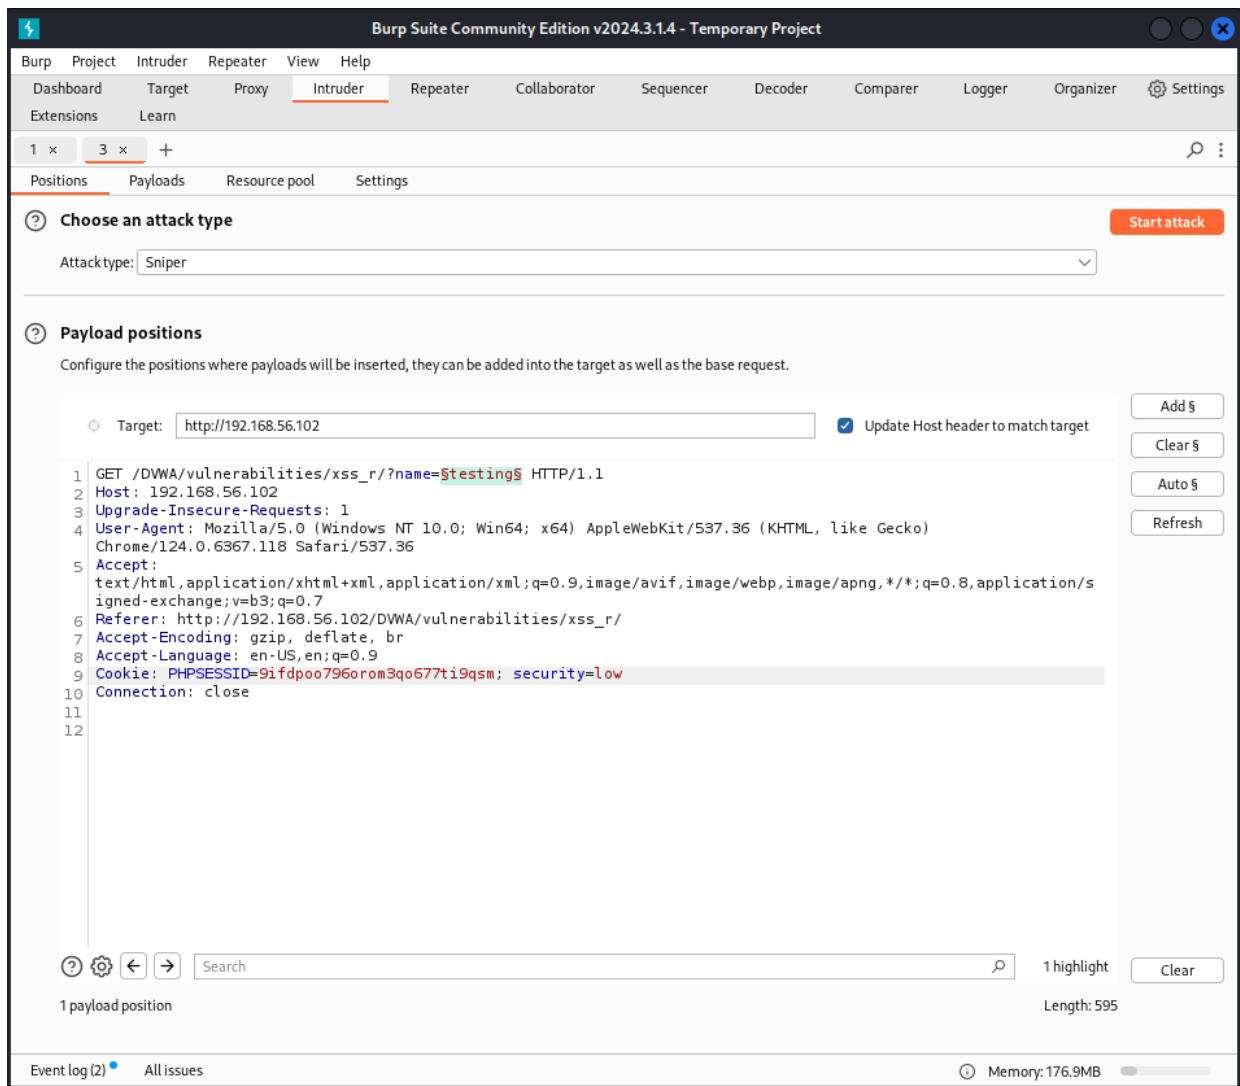 Burp Suite Community Edition v2024.3.1.4 - Temporary Project
Burp Project Intruder Repeater View Help
Dashboard Target Proxy Intruder Repeater Collaborator Sequencer Decoder Comparer Logger Organizer Settings
Extensions Learn
1 × 3 × +
Positions Payloads Resource pool Settings
? Choose an attack type Start attack
Attack type: Sniper
? Payload positions
Configure the positions where payloads will be inserted, they can be added into the target as well as the base request.
Add §
Target: http://192.168.56.102 Update Host header to match target
Clear §
Auto §
Refresh
1 GET /DVWA/vulnerabilities/xss_r/?name=§testing§ HTTP/1.1
2 Host: 192.168.56.102
3 Upgrade-Insecure-Requests: 1
4 User-Agent: Mozilla/5.0 (Windows NT 10.0; Win64; x64) AppleWebKit/537.36 (KHTML, like Gecko)
Chrome/124.0.6367.118 Safari/537.36
5 Accept:
text/html,application/xhtml+xml,application/xml;q=0.9,image/avif,image/webp,image/apng,*/*;q=0.8,application/s
igned-exchange;v=b3;q=0.7
6 Referer: http://192.168.56.102/DVWA/vulnerabilities/xss_r/
7 Accept-Encoding: gzip, deflate, br
8 Accept-Language: en-US,en;q=0.9
9 Cookie: PHPSESSID=9ifdpoo796orom3qo677ti9qsm; security=low
10 Connection: close
11
12
? Search 1 highlight Clear
1 payload position Length: 595
Event log (2) All issues Memory: 176.9MB